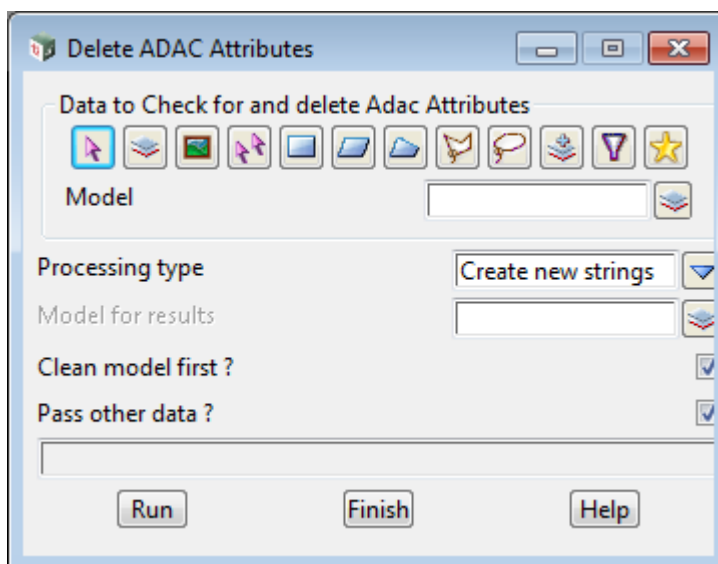 Delete ADAC Attributes
Data to Check for and delete Adac Attributes
Model
Processing type Create new strings
Model for results
Clean model first ?
Pass other data ?
Run Finish Help